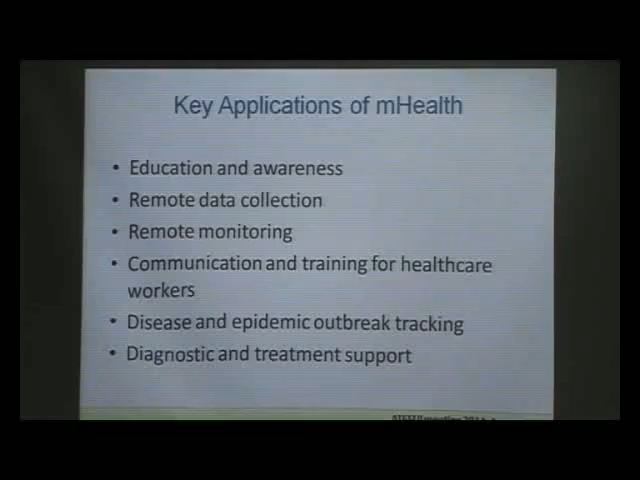 Key Applications of mHealth
• Education and awareness
• Remote data collection
• Remote monitoring
• Communication and training for healthcare
workers
• Disease and epidemic outbreak tracking
• Diagnostic and treatment support